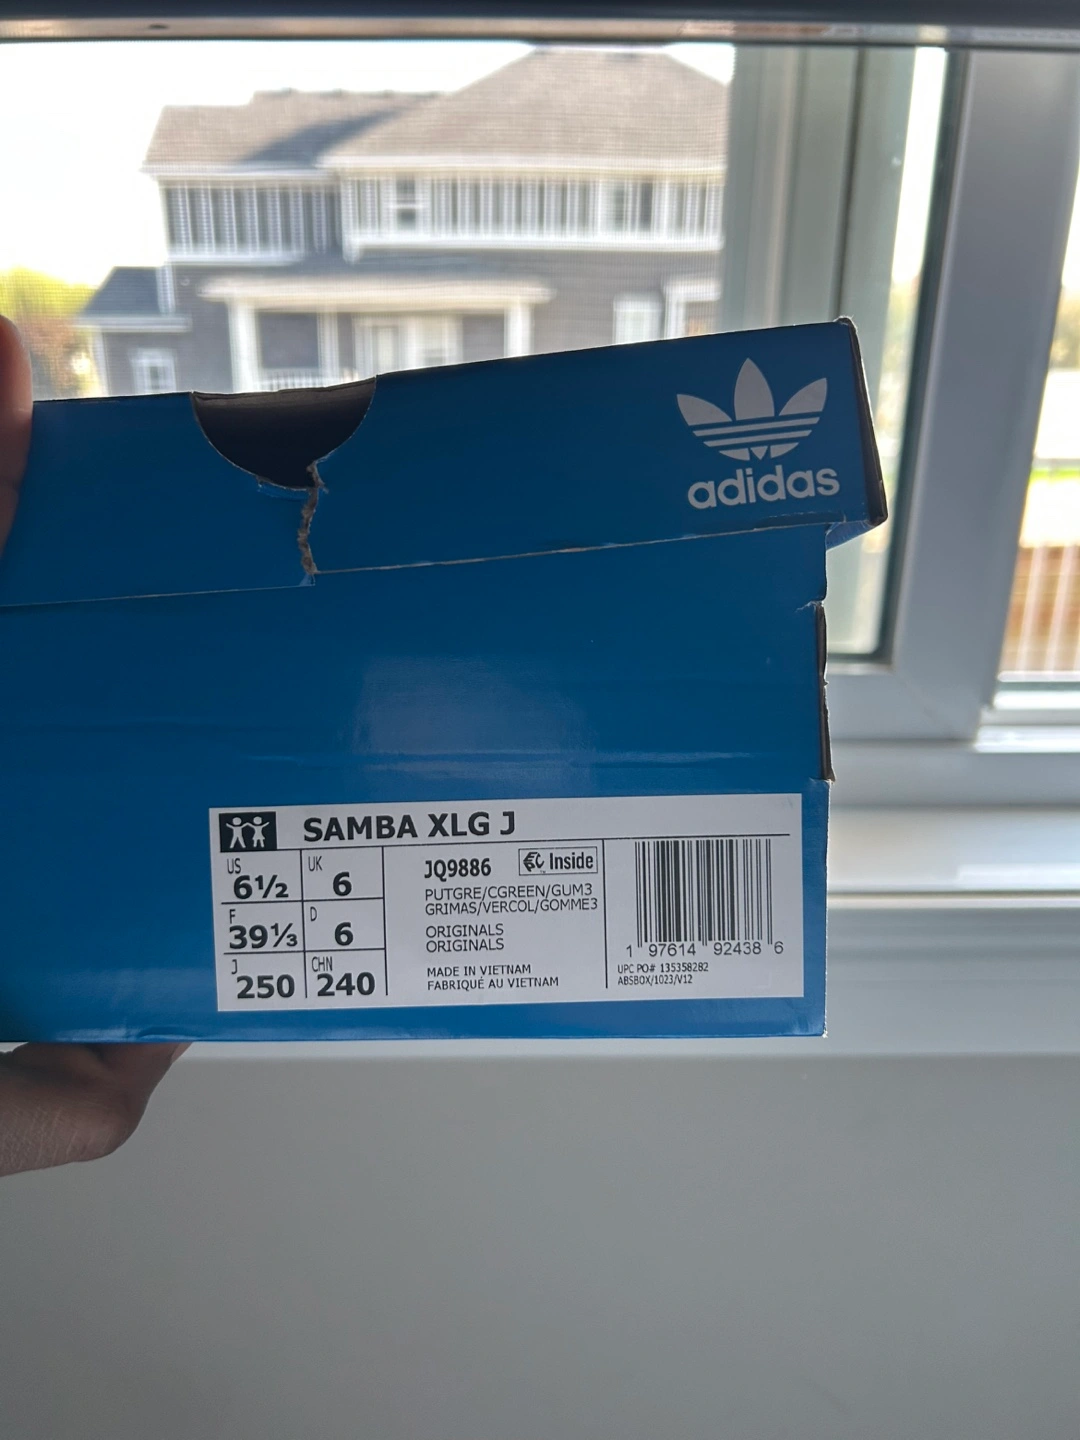 adidas
SAMBA XLG J
US 6½ UK 6
F 39⅓ D 6
J 250 CHN 240
JQ9886 Inside
PUTGRE/CGREEN/GUM3
GRIMAS/VERCOL/GOMME3
ORIGINALS
ORIGINALS
MADE IN VIETNAM
FABRIQUÉ AU VIETNAM
1 97614 92438 6
UPC PO# 135358282
ABSBOX/1023/V12